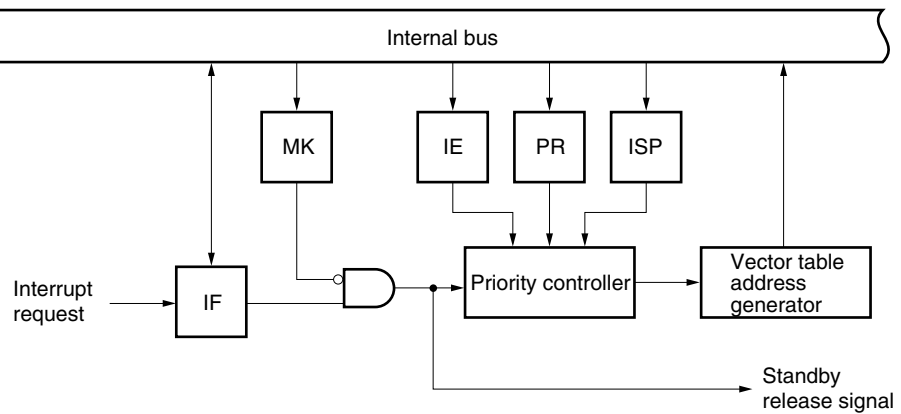 Internal bus
MK
IE
PR
ISP
Interrupt
request
IF
Priority controller
Vector table
address
generator
Standby
release signal